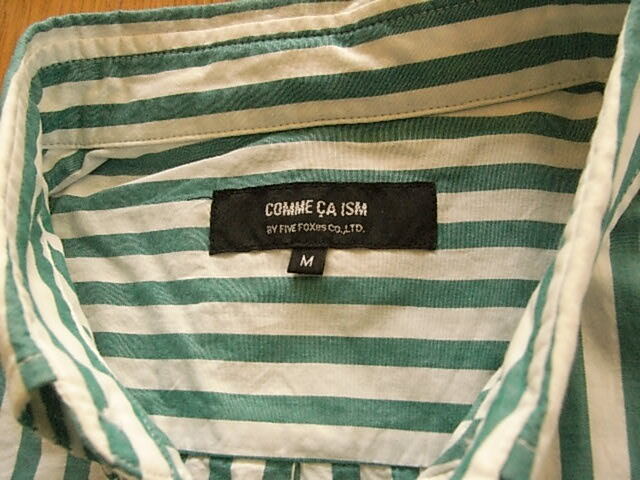 COMME ÇA ISM
BY FIVE FOXes CO.,LTD.
M